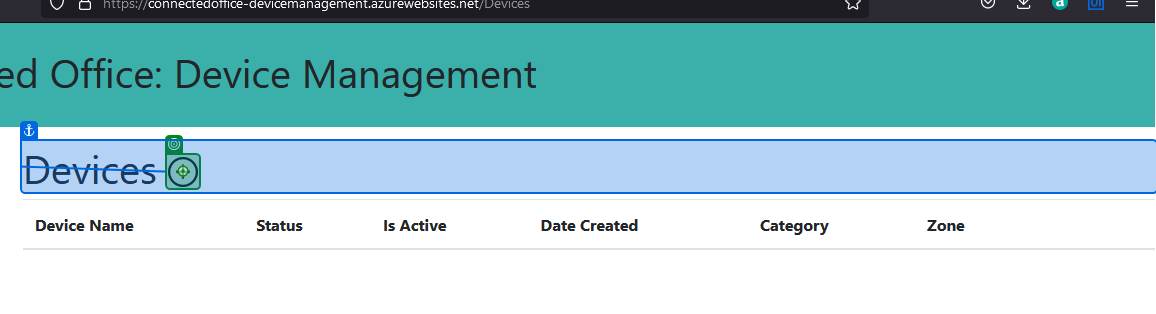 https://connectedoffice-devicemanagement.azurewebsites.net/Devices
a UI
ed Office: Device Management
Devices
Device Name Status Is Active Date Created Category Zone